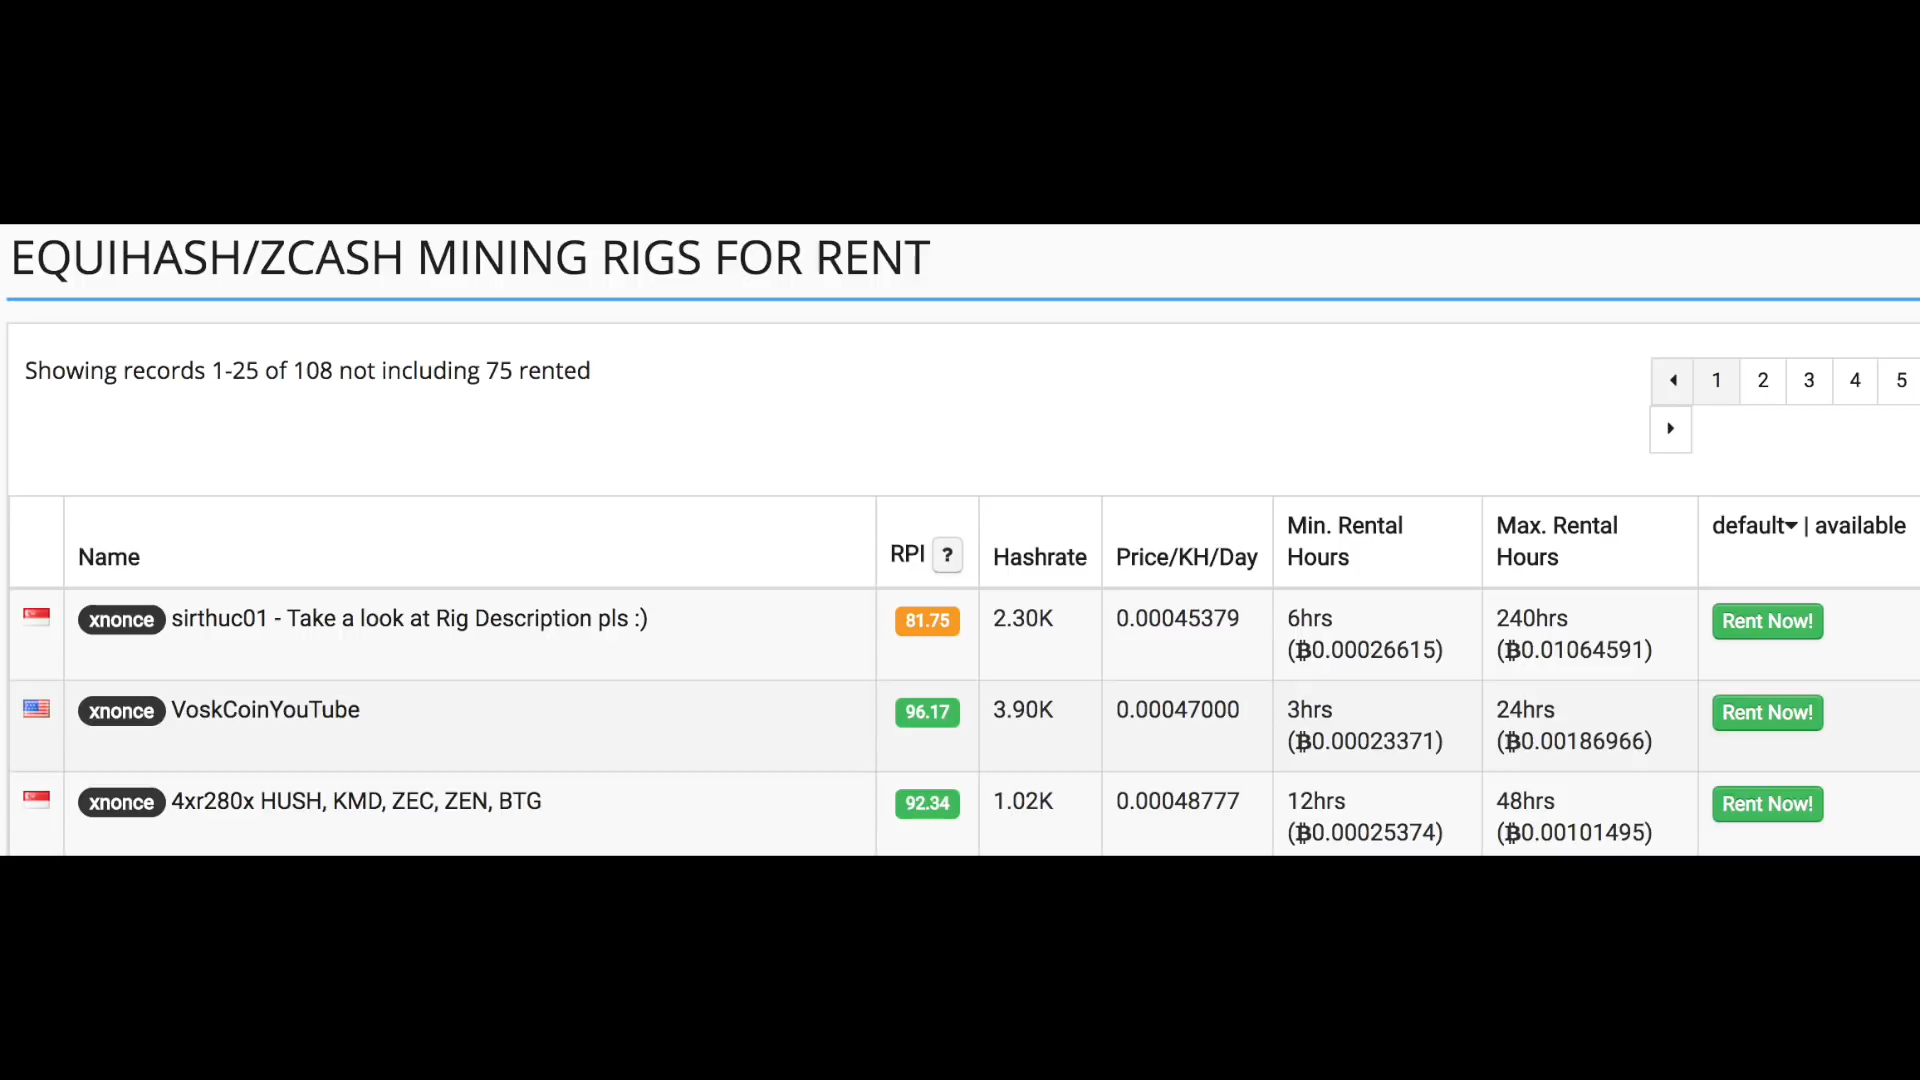 EQUIHASH/ZCASH MINING RIGS FOR RENT
Showing records 1-25 of 108 not including 75 rented
1 2 3 4 5
Name RPI ? Hashrate Price/KH/Day Min. Rental Hours Max. Rental Hours default | available
xnonce sirthuc01 - Take a look at Rig Description pls :) 81.75 2.30K 0.00045379 6hrs 240hrs Rent Now!
(₿0.00026615) (₿0.01064591)
xnonce VoskCoinYouTube 96.17 3.90K 0.00047000 3hrs 24hrs Rent Now!
(₿0.00023371) (₿0.00186966)
xnonce 4xr280x HUSH, KMD, ZEC, ZEN, BTG 92.34 1.02K 0.00048777 12hrs 48hrs Rent Now!
(₿0.00025374) (₿0.00101495)